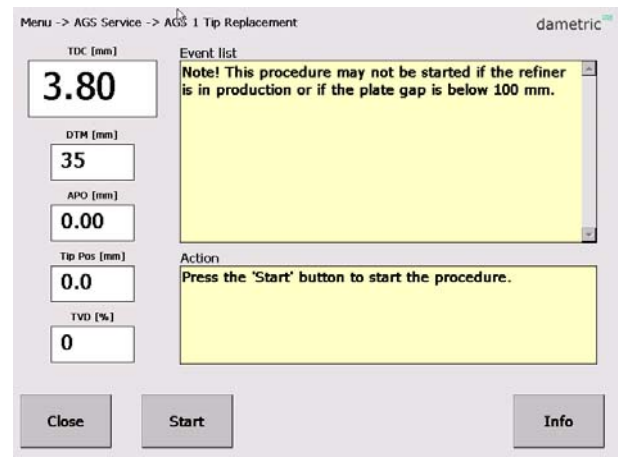 Menu -> AGS Service -> AGS 1 Tip Replacement
dametric
TDC [mm]
3.80
DTM [mm]
35
APO [mm]
0.00
Tip Pos [mm]
0.0
TVD [%]
0
Event list
Note! This procedure may not be started if the refiner
is in production or if the plate gap is below 100 mm.
Action
Press the 'Start' button to start the procedure.
Close
Start
Info